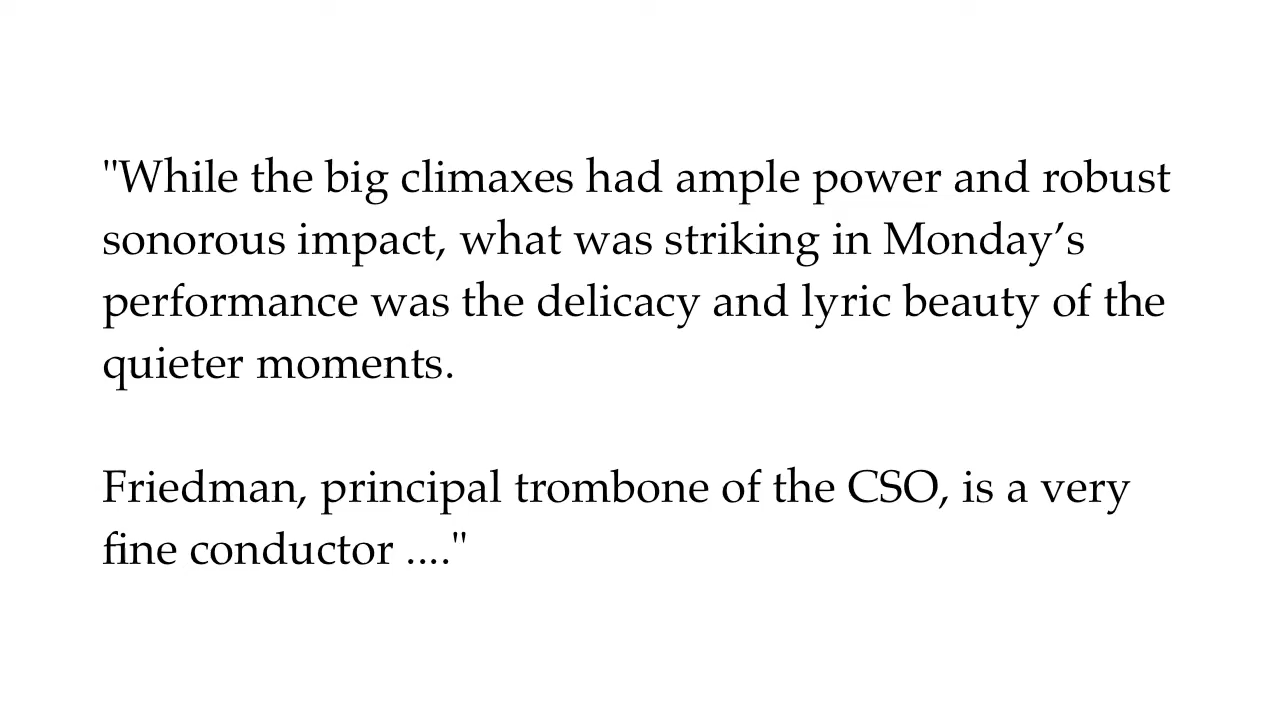 "While the big climaxes had ample power and robust
sonorous impact, what was striking in Monday’s
performance was the delicacy and lyric beauty of the
quieter moments.
Friedman, principal trombone of the CSO, is a very
fine conductor ...."